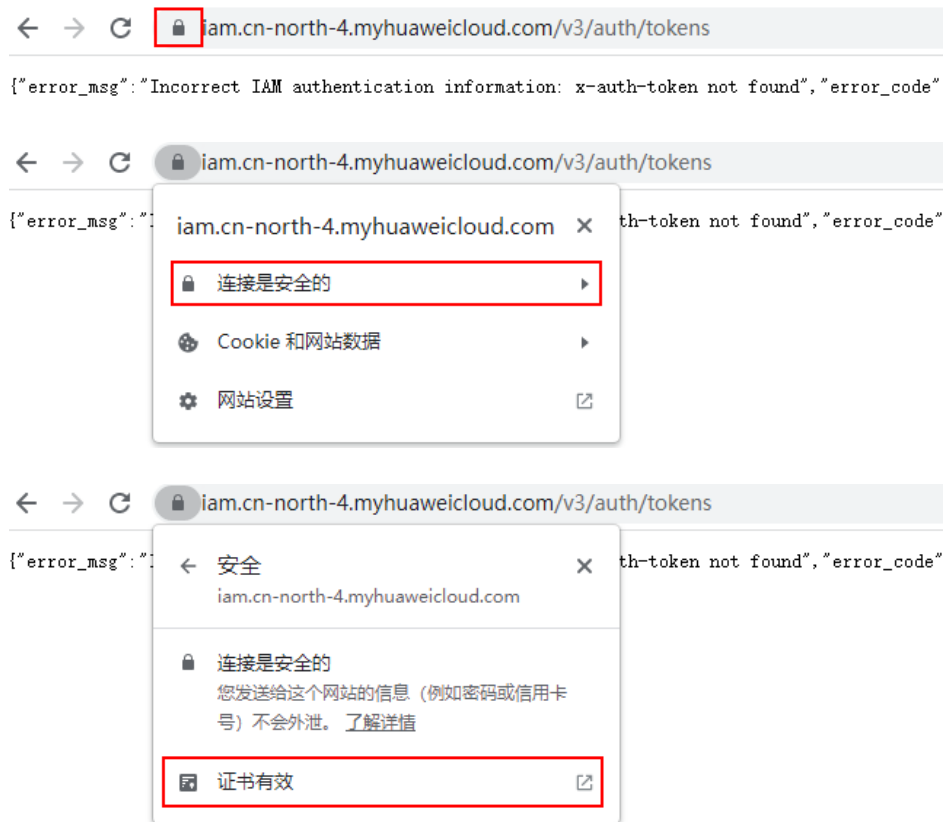 iam.cn-north-4.myhuaweicloud.com/v3/auth/tokens
{"error_msg":"Incorrect IAM authentication information: x-auth-token not found","error_code"
iam.cn-north-4.myhuaweicloud.com/v3/auth/tokens
{"error_msg":" th-token not found","error_code"
iam.cn-north-4.myhuaweicloud.com
连接是安全的
Cookie 和网站数据
网站设置
iam.cn-north-4.myhuaweicloud.com/v3/auth/tokens
{"error_msg":" th-token not found","error_code"
安全
iam.cn-north-4.myhuaweicloud.com
连接是安全的
您发送给这个网站的信息（例如密码或信用卡
号）不会外泄。 了解详情
证书有效